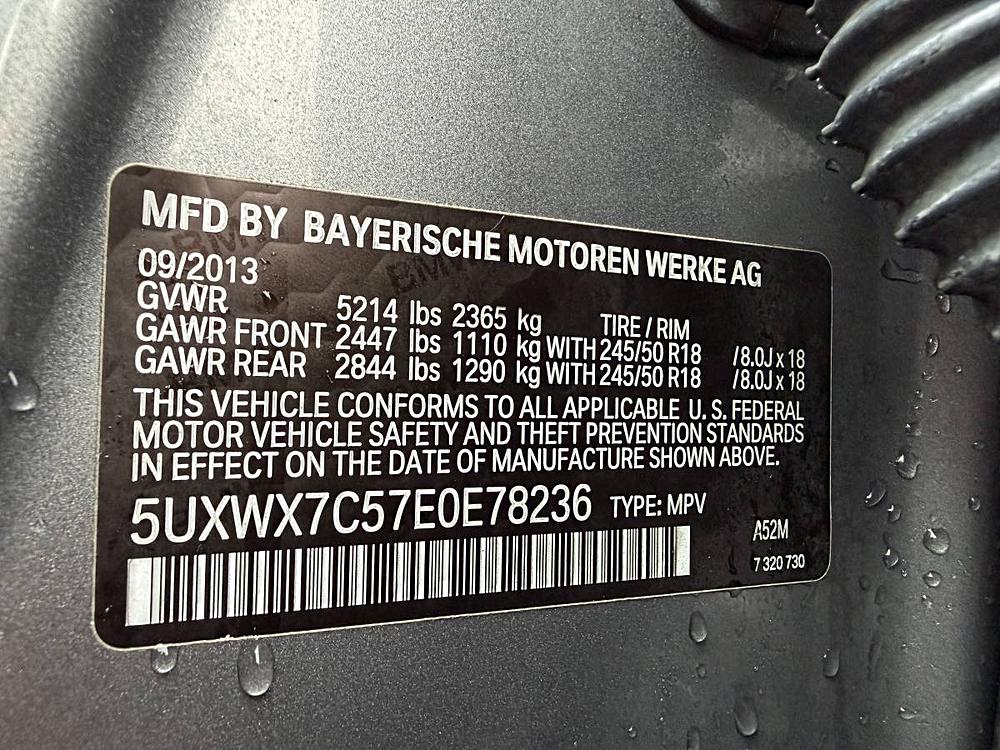 MFD BY BAYERISCHE MOTOREN WERKE AG
09/2013
GVWR 5214 lbs 2365 kg TIRE / RIM
GAWR FRONT 2447 lbs 1110 kg WITH 245/50 R18 / 8.0J x 18
GAWR REAR 2844 lbs 1290 kg WITH 245/50 R18 / 8.0J x 18
THIS VEHICLE CONFORMS TO ALL APPLICABLE U. S. FEDERAL
MOTOR VEHICLE SAFETY AND THEFT PREVENTION STANDARDS
IN EFFECT ON THE DATE OF MANUFACTURE SHOWN ABOVE.
5UXWX7C57E0E78236 TYPE: MPV
A52M
7 320 730